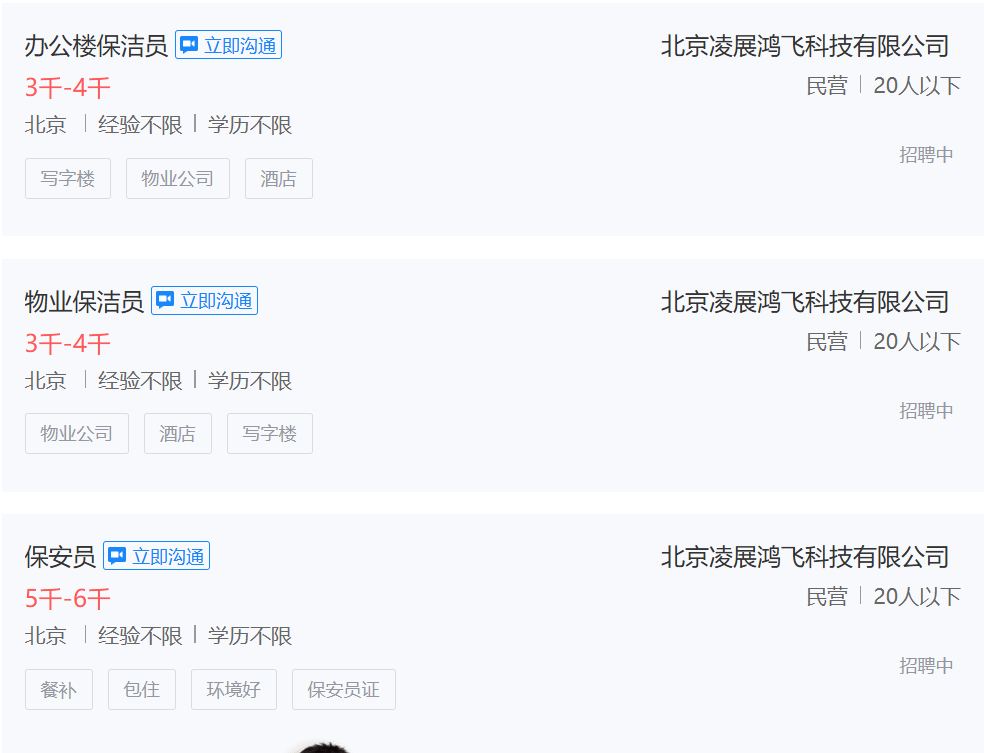 办公楼保洁员 立即沟通 北京凌展鸿飞科技有限公司
3千-4千 民营 20人以下
北京 经验不限 学历不限
招聘中
写字楼 物业公司 酒店
物业保洁员 立即沟通 北京凌展鸿飞科技有限公司
3千-4千 民营 20人以下
北京 经验不限 学历不限
招聘中
物业公司 酒店 写字楼
保安员 立即沟通 北京凌展鸿飞科技有限公司
5千-6千 民营 20人以下
北京 经验不限 学历不限
招聘中
餐补 包住 环境好 保安员证